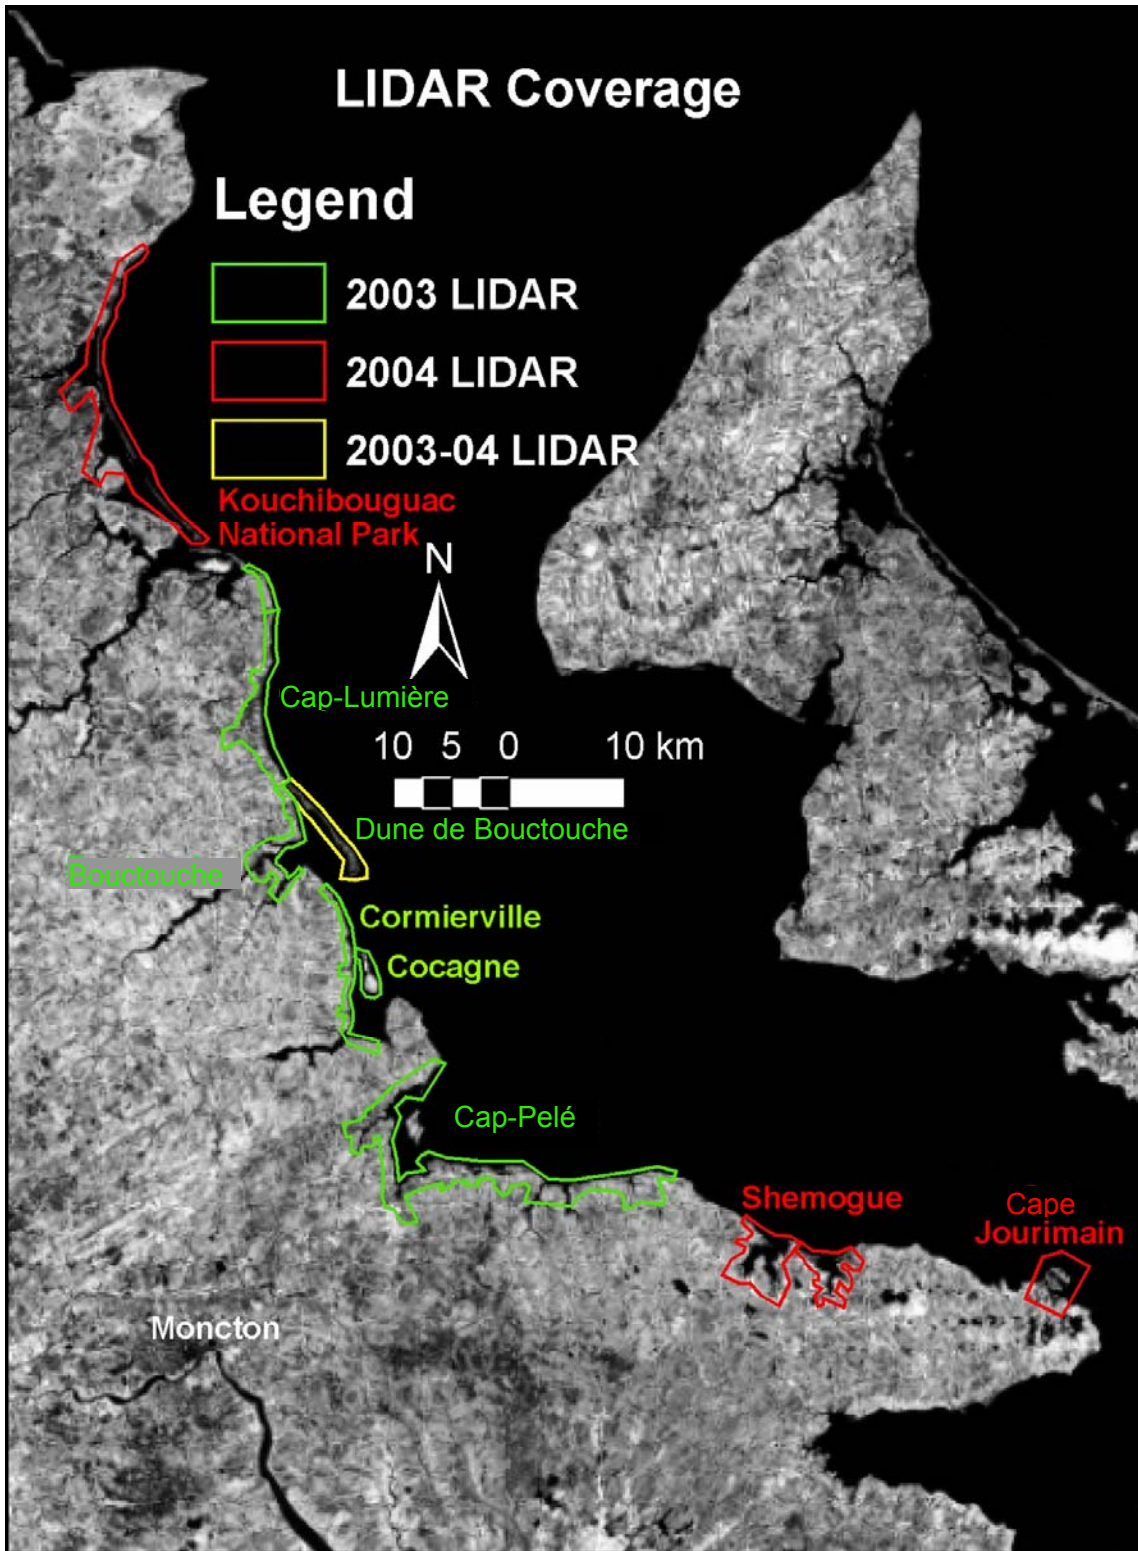 LIDAR Coverage
Legend
2003 LIDAR
2004 LIDAR
2003-04 LIDAR
Kouchibouguac
National Park
N
Cap-Lumière
10 5 0 10 km
Dune de Bouctouche
Bouctouche
Cormierville
Cocagne
Cap-Pelé
Shemogue
Cape
Jourimain
Moncton